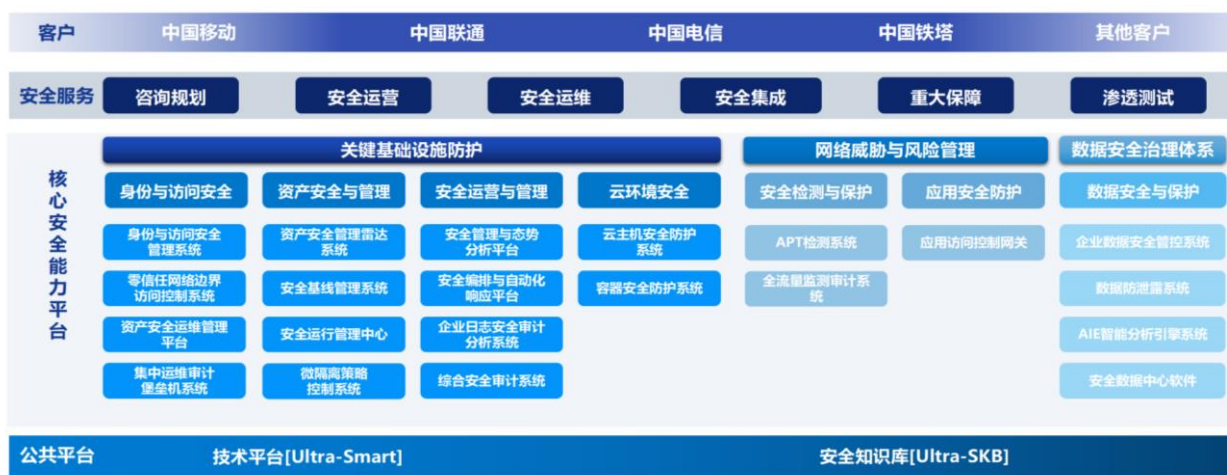 客户
中国移动
中国联通
中国电信
中国铁塔
其他客户
安全服务
咨询规划
安全运营
安全运维
安全集成
重大保障
渗透测试
核心安全能力平台
关键基础设施防护
网络威胁与风险管理
数据安全治理体系
身份与访问安全
资产安全与管理
安全运营与管理
云环境安全
安全检测与保护
应用安全防护
数据安全与保护
身份与访问安全
管理系统
资产安全管理雷达
系统
安全管理与态势
分析平台
云主机安全防护
系统
APT检测系统
应用访问控制网关
企业数据安全管控系统
零信任网络边界
访问控制系统
安全基线管理系统
安全编排与自动化
响应平台
容器安全防护系统
全流量监测审计系
统
数据防泄露系统
资产安全运维管理
平台
安全运行管理中心
企业日志安全审计
分析系统
AIE智能分析引擎系统
集中运维审计
堡垒机系统
微隔离策略
控制系统
综合安全审计系统
安全数据中心软件
公共平台
技术平台[Ultra-Smart]
安全知识库[Ultra-SKB]